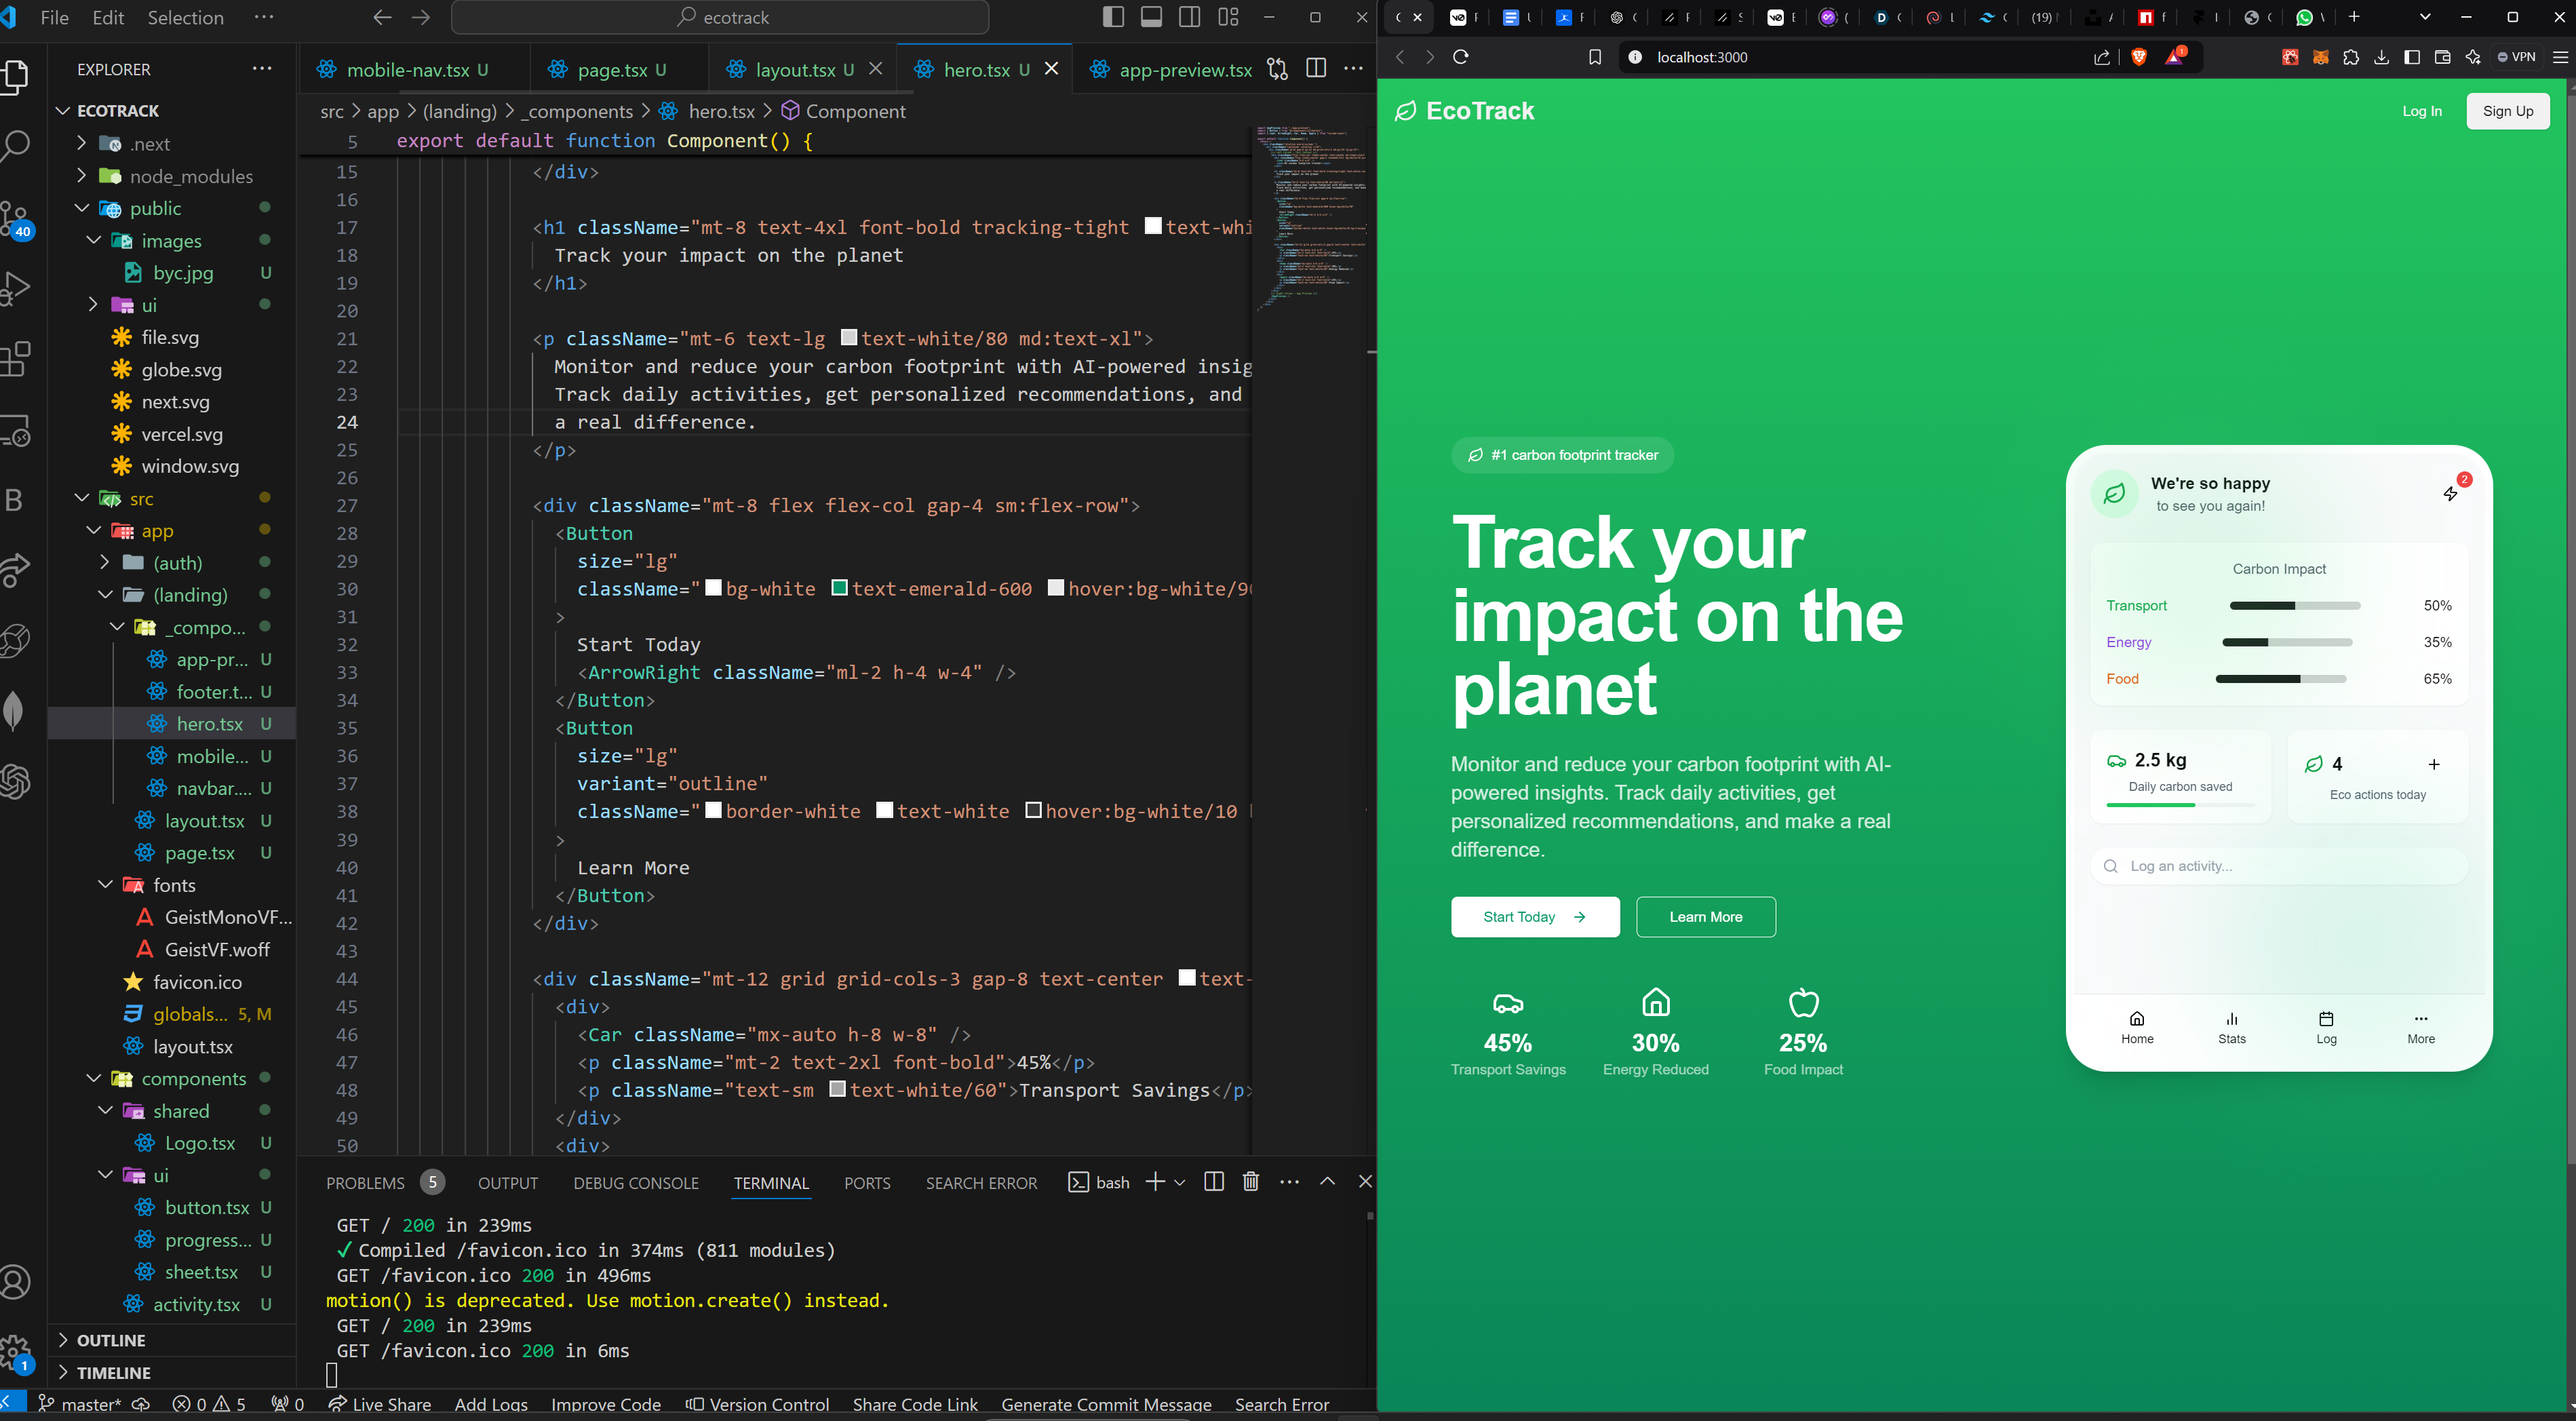 File Edit Selection ...
ecotrack
EXPLORER
ECOTRACK
.next
node_modules
public
images
byc.jpg U
ui
file.svg
globe.svg
next.svg
vercel.svg
window.svg
src
app
(auth)
(landing)
_compo...
app-pr... U
footer.t... U
hero.tsx U
mobile... U
navbar.... U
layout.tsx U
page.tsx U
fonts
GeistMonoVF...
GeistVF.woff
favicon.ico
globals... 5, M
layout.tsx
components
shared
Logo.tsx U
ui
button.tsx U
progress... U
sheet.tsx U
activity.tsx U
OUTLINE
TIMELINE
40
1
mobile-nav.tsx U
page.tsx U
layout.tsx U
hero.tsx U
app-preview.tsx
src > app > (landing) > _components > hero.tsx > Component
5 export default function Component() {
15 </div>
16
17 <h1 className="mt-8 text-4xl font-bold tracking-tight text-whi
18 Track your impact on the planet
19 </h1>
20
21 <p className="mt-6 text-lg text-white/80 md:text-xl">
22 Monitor and reduce your carbon footprint with AI-powered insig
23 Track daily activities, get personalized recommendations, and
24 a real difference.
25 </p>
26
27 <div className="mt-8 flex flex-col gap-4 sm:flex-row">
28 <Button
29 size="lg"
30 className="bg-white text-emerald-600 hover:bg-white/90
31 >
32 Start Today
33 <ArrowRight className="ml-2 h-4 w-4" />
34 </Button>
35 <Button
36 size="lg"
37 variant="outline"
38 className="border-white text-white hover:bg-white/10
39 >
40 Learn More
41 </Button>
42 </div>
43
44 <div className="mt-12 grid grid-cols-3 gap-8 text-center text-
45 <div>
46 <Car className="mx-auto h-8 w-8" />
47 <p className="mt-2 text-2xl font-bold">45%</p>
48 <p className="text-sm text-white/60">Transport Savings</p>
49 </div>
50 <div>
PROBLEMS 5 OUTPUT DEBUG CONSOLE TERMINAL PORTS SEARCH ERROR bash
GET / 200 in 239ms
✓ Compiled /favicon.ico in 374ms (811 modules)
GET /favicon.ico 200 in 496ms
motion() is deprecated. Use motion.create() instead.
GET / 200 in 239ms
GET /favicon.ico 200 in 6ms
master* 0 5 0 Live Share Add Logs Improve Code Version Control Share Code Link Generate Commit Message Search Error
(19)
localhost:3000
1
VPN
EcoTrack
Log In
Sign Up
#1 carbon footprint tracker
Track your
impact on the
planet
Monitor and reduce your carbon footprint with AI-
powered insights. Track daily activities, get
personalized recommendations, and make a real
difference.
Start Today
Learn More
45%
Transport Savings
30%
Energy Reduced
25%
Food Impact
We're so happy
to see you again!
2
Carbon Impact
Transport 50%
Energy 35%
Food 65%
2.5 kg
Daily carbon saved
4 +
Eco actions today
Log an activity...
Home
Stats
Log
More